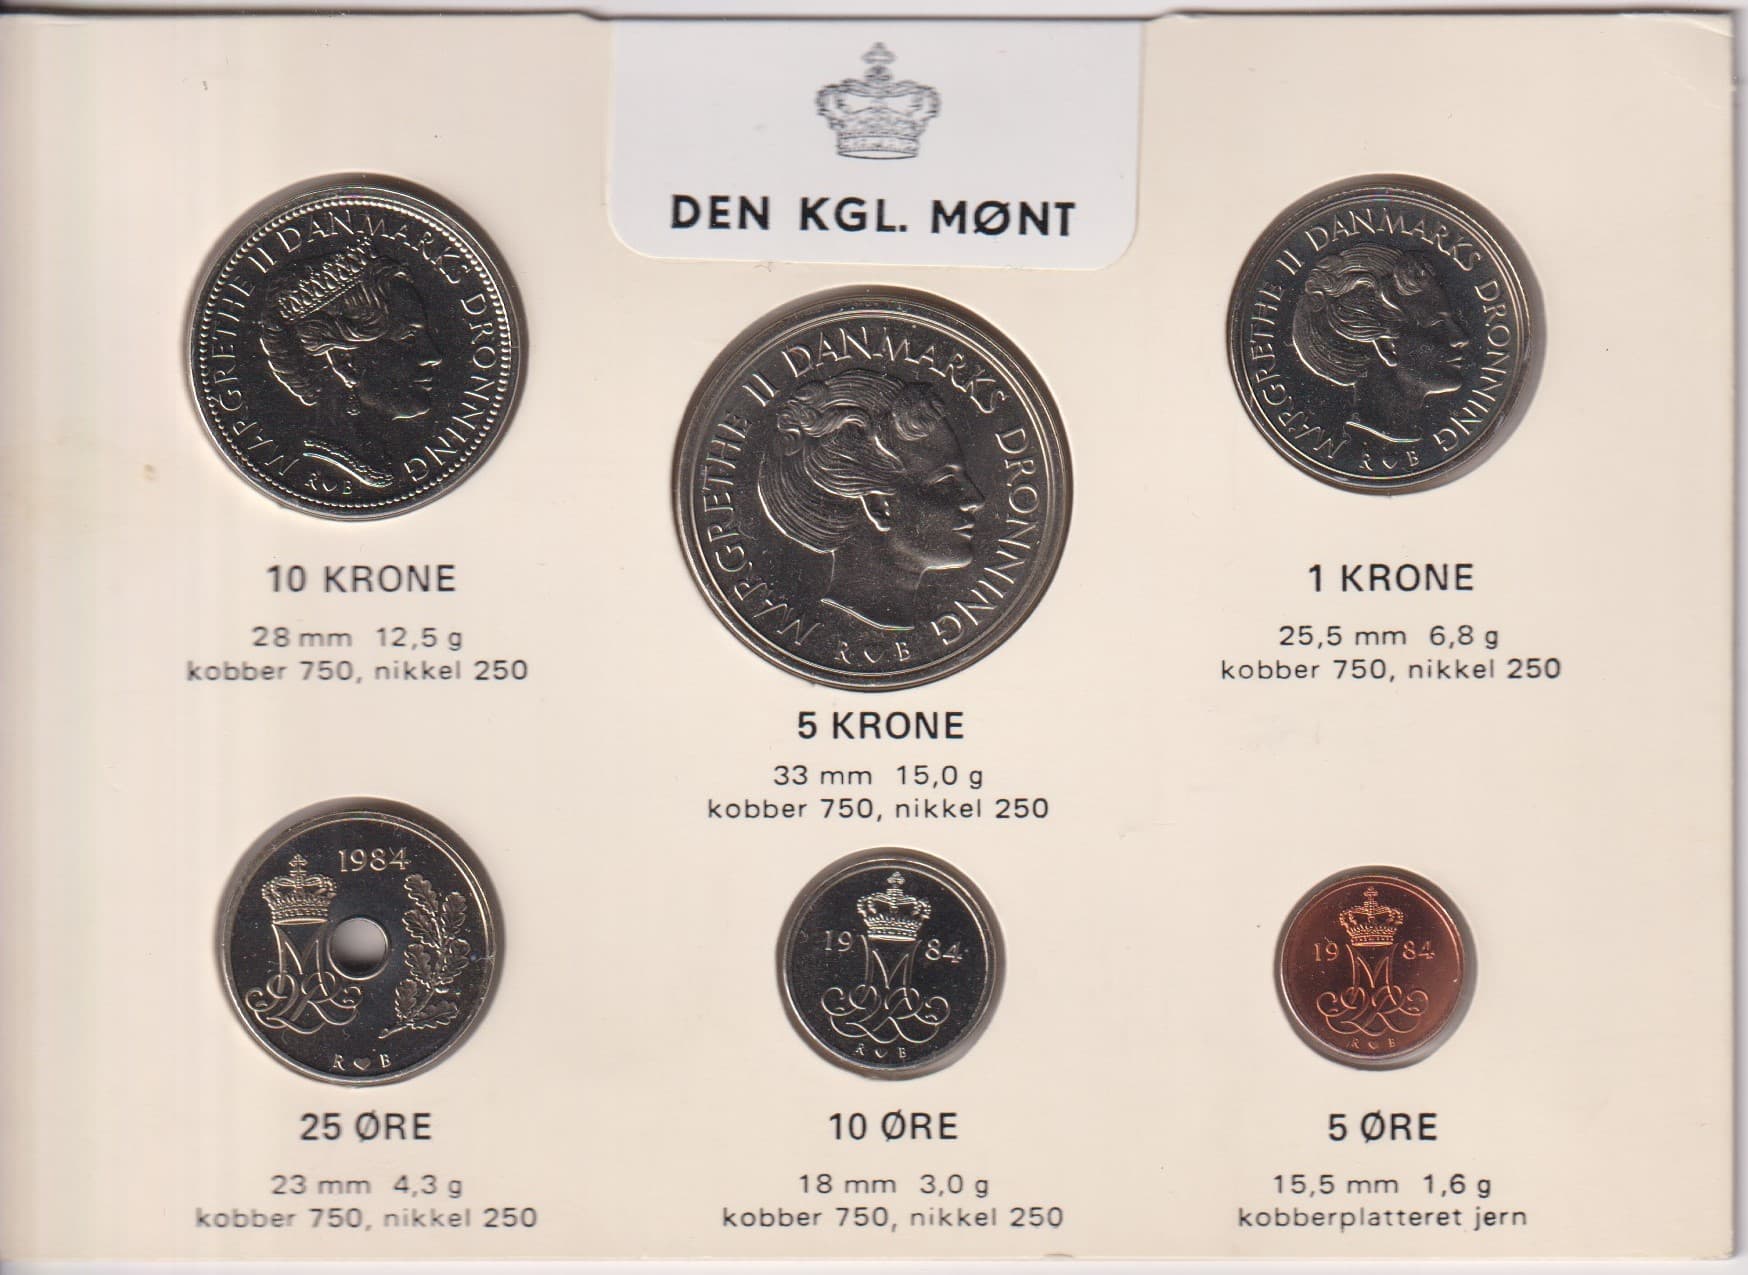 DEN KGL. MØNT
MARGRETHE II DANMARKS DRONNING
R ♥ B
10 KRONE
28 mm 12,5 g
kobber 750, nikkel 250
MARGRETHE II DANMARKS DRONNING
R ♥ B
5 KRONE
33 mm 15,0 g
kobber 750, nikkel 250
MARGRETHE II DANMARKS DRONNING
R ♥ B
1 KRONE
25,5 mm 6,8 g
kobber 750, nikkel 250
1984
R ♥ B
25 ØRE
23 mm 4,3 g
kobber 750, nikkel 250
19 84
R ♥ B
10 ØRE
18 mm 3,0 g
kobber 750, nikkel 250
19 84
R ♥ B
5 ØRE
15,5 mm 1,6 g
kobberplatteret jern